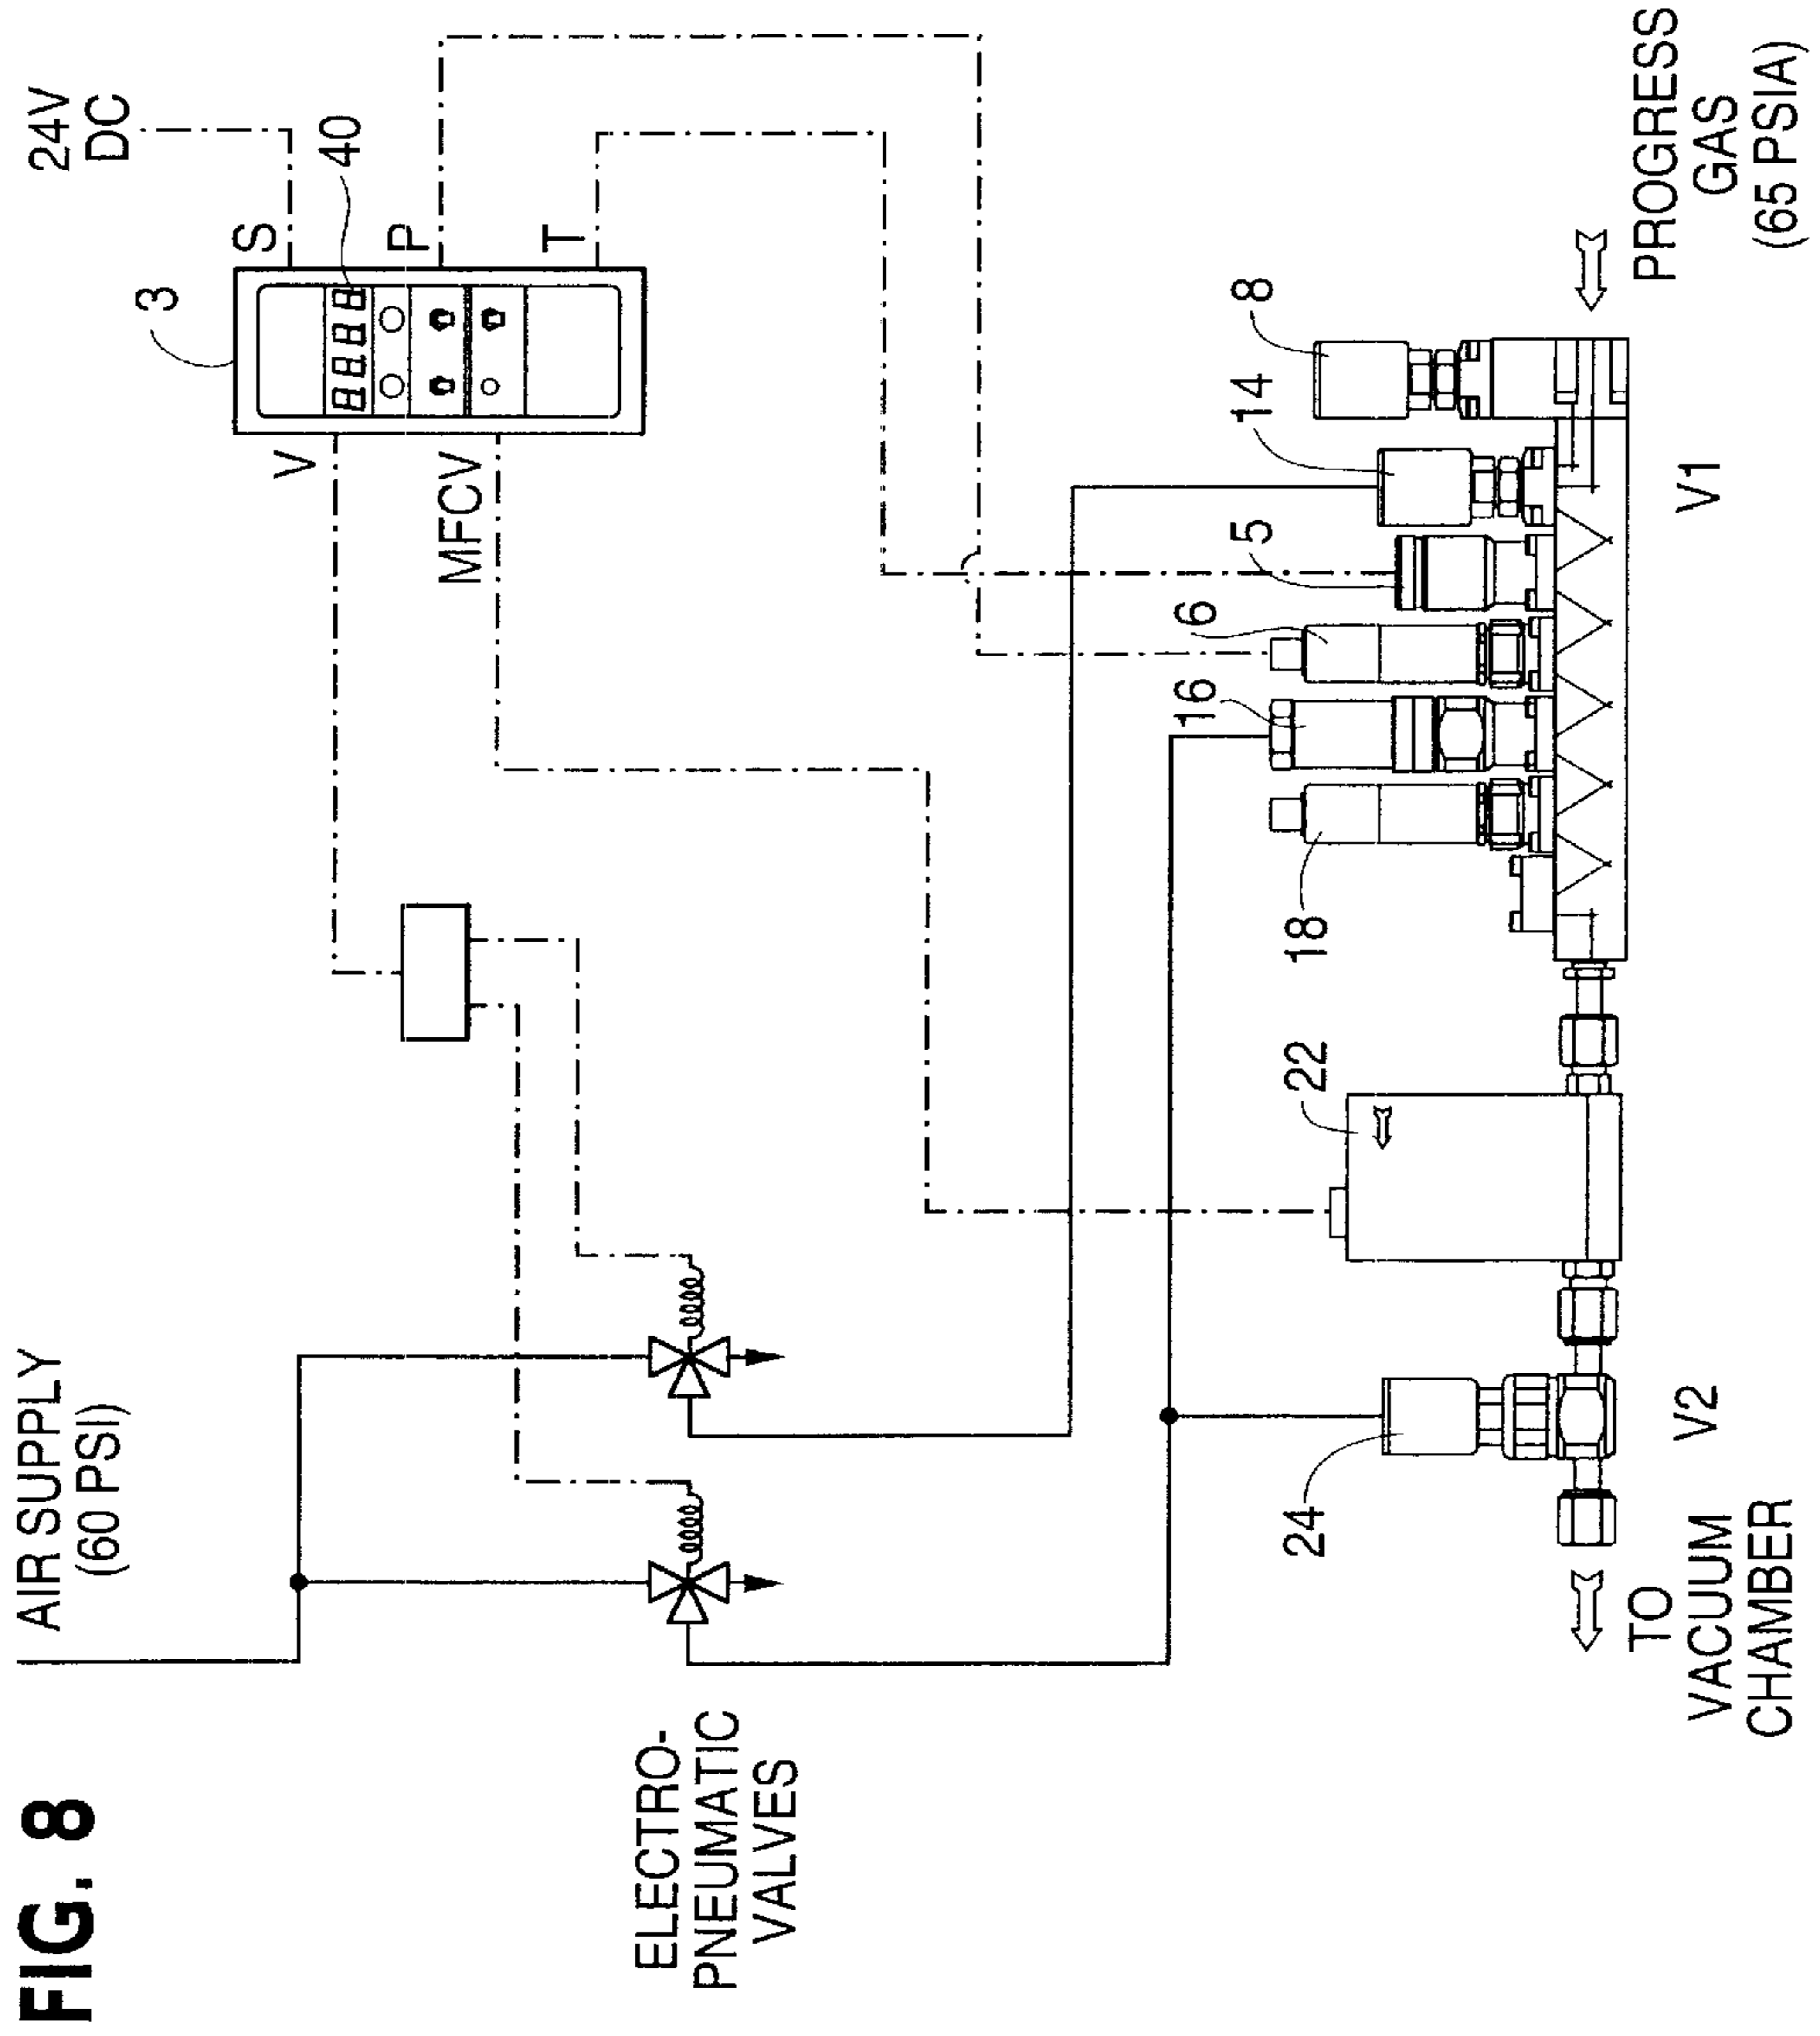 FIG. 8
AIR SUPPLY
(60 PSI)
24V
DC
3
S
40
P
T
V
MFCV
ELECTRO-
PNEUMATIC
VALVES
8
14
5
6
16
18
22
24
V1
V2
PROGRESS
GAS
(65 PSIA)
TO
VACUUM
CHAMBER